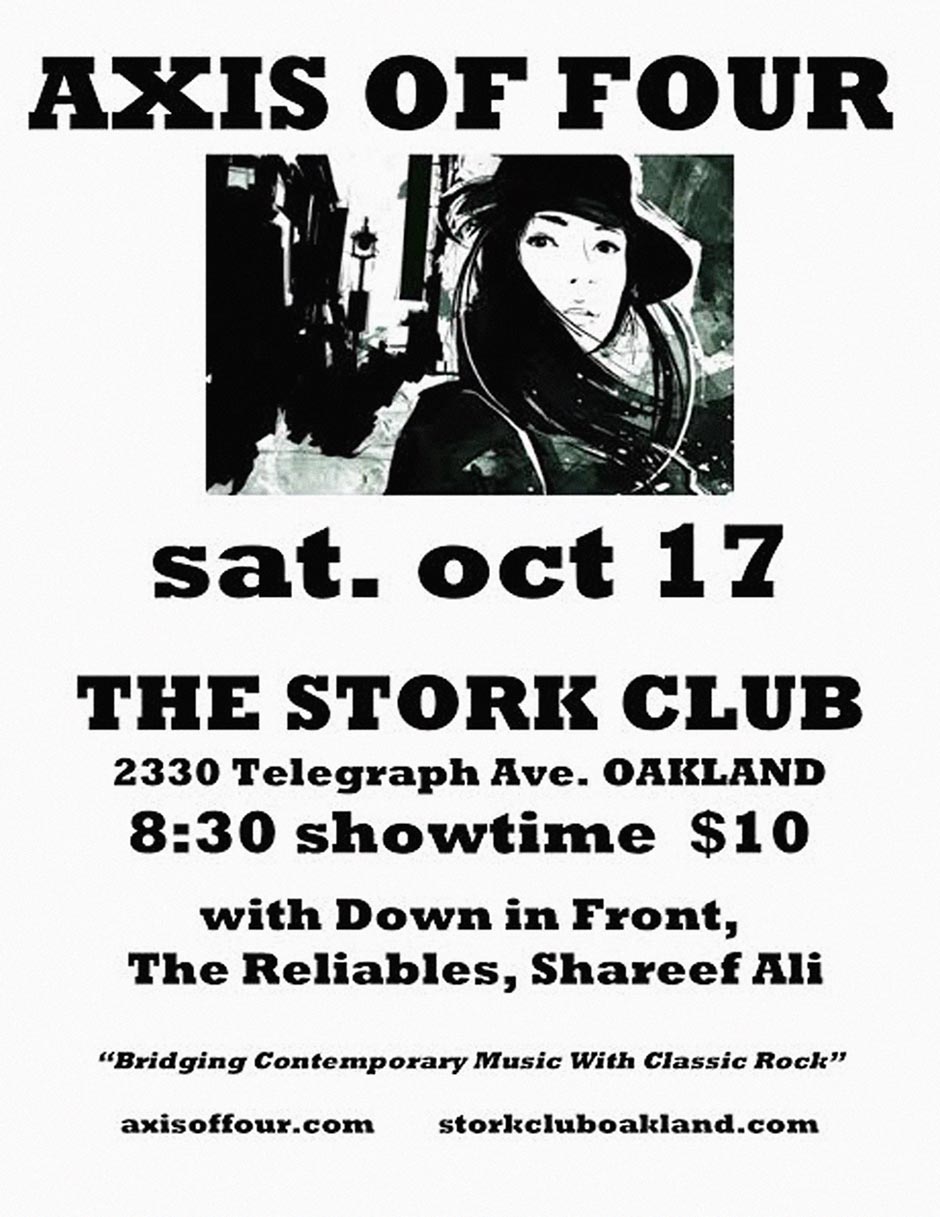 AXIS OF FOUR
sat. oct 17
THE STORK CLUB
2330 Telegraph Ave. OAKLAND
8:30 showtime $10
with Down in Front,
The Reliables, Shareef Ali
“Bridging Contemporary Music With Classic Rock”
axisoffour.com storkcluboakland.com